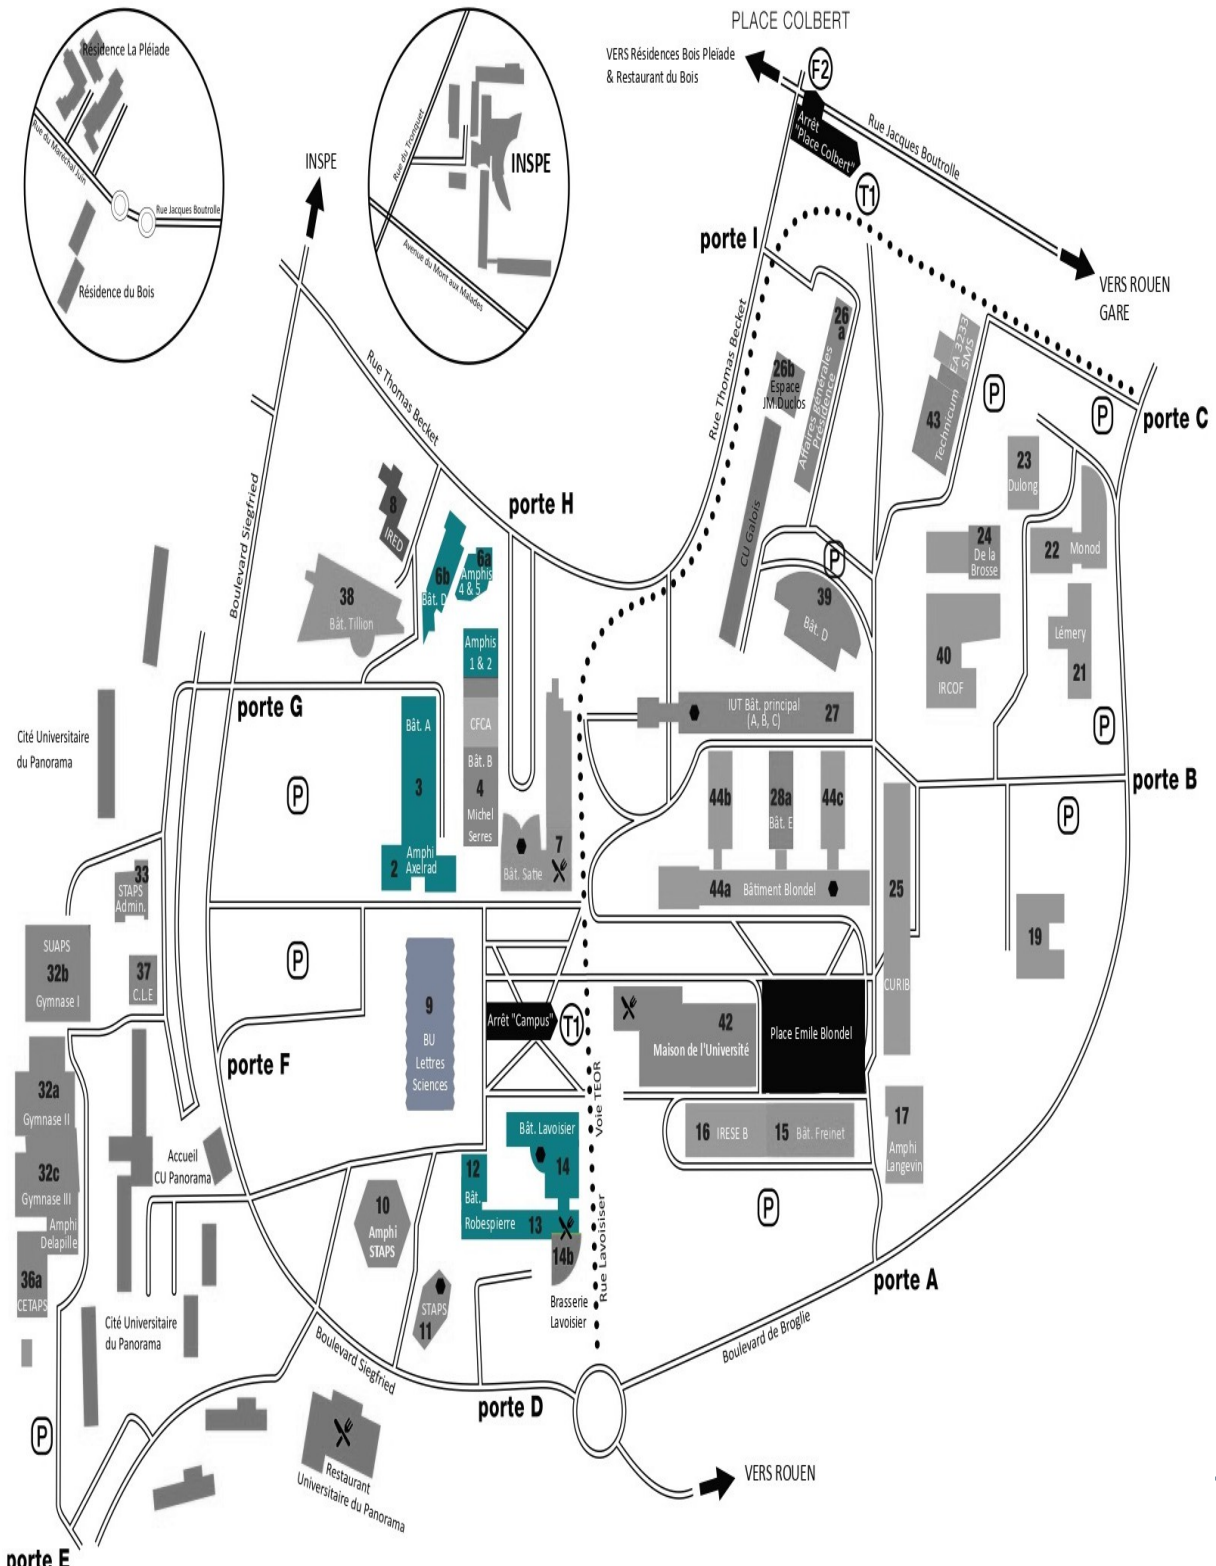 PLACE COLBERT
VERS Résidences Bois Pleïade
& Restaurant du Bois
F2
Arrêt
"Place Colbert"
Rue Jacques Boutrolle
T1
VERS ROUEN
GARE
Résidence La Pléiade
Rue du Maréchal Juin
Rue Jacques Boutrolle
Résidence du Bois
INSPE
Rue du Tronquet
INSPE
Avenue du Mont aux Malades
porte I
Rue Thomas Becket
Rue Thomas Becket
Boulevard Siegfried
26
a
Affaires générales
Présidence
26b
Espace
JM.Duclos
CU Galois
EA 3233
SMS
43
Technicum
P
P
porte C
23
Dulong
24
De la
Brosse
22
Monod
Lémery
21
40
IRCOF
P
39
Bât. D
8
IRED
porte H
6b
Bât. D
6a
Amphis
4 & 5
38
Bât. Tillion
Amphis
1 & 2
porte G
CFCA
Bât. B
4
Michel
Serres
Bât. A
3
2
Amphi
Axelrad
P
Bât. Satie
7
IUT Bât. principal
(A, B, C)
27
44b
28a
Bât. E
44c
44a
Bâtiment Blondel
25
CURIB
P
porte B
P
19
Cité Universitaire
du Panorama
33
STAPS
Admin.
SUAPS
32b
Gymnase I
37
C.L.E
P
9
BU
Lettres
Sciences
Arrêt "Campus"
T1
42
Maison de l'Université
Place Emile Blondel
porte F
32a
Gymnase II
32c
Gymnase III
Amphi
Delapille
36a
CETAPS
Accueil
CU Panorama
Voie TEOR
Rue Lavoisiser
16
IRESE B
15
Bât. Freinet
17
Amphi
Langevin
P
Bât. Lavoisier
14
12
Bât.
Robespierre
13
14b
Brasserie
Lavoisier
10
Amphi
STAPS
STAPS
11
porte A
Boulevard de Broglie
Cité Universitaire
du Panorama
Boulevard Siegfried
porte D
P
Restaurant
Universitaire du Panorama
VERS ROUEN
porte E